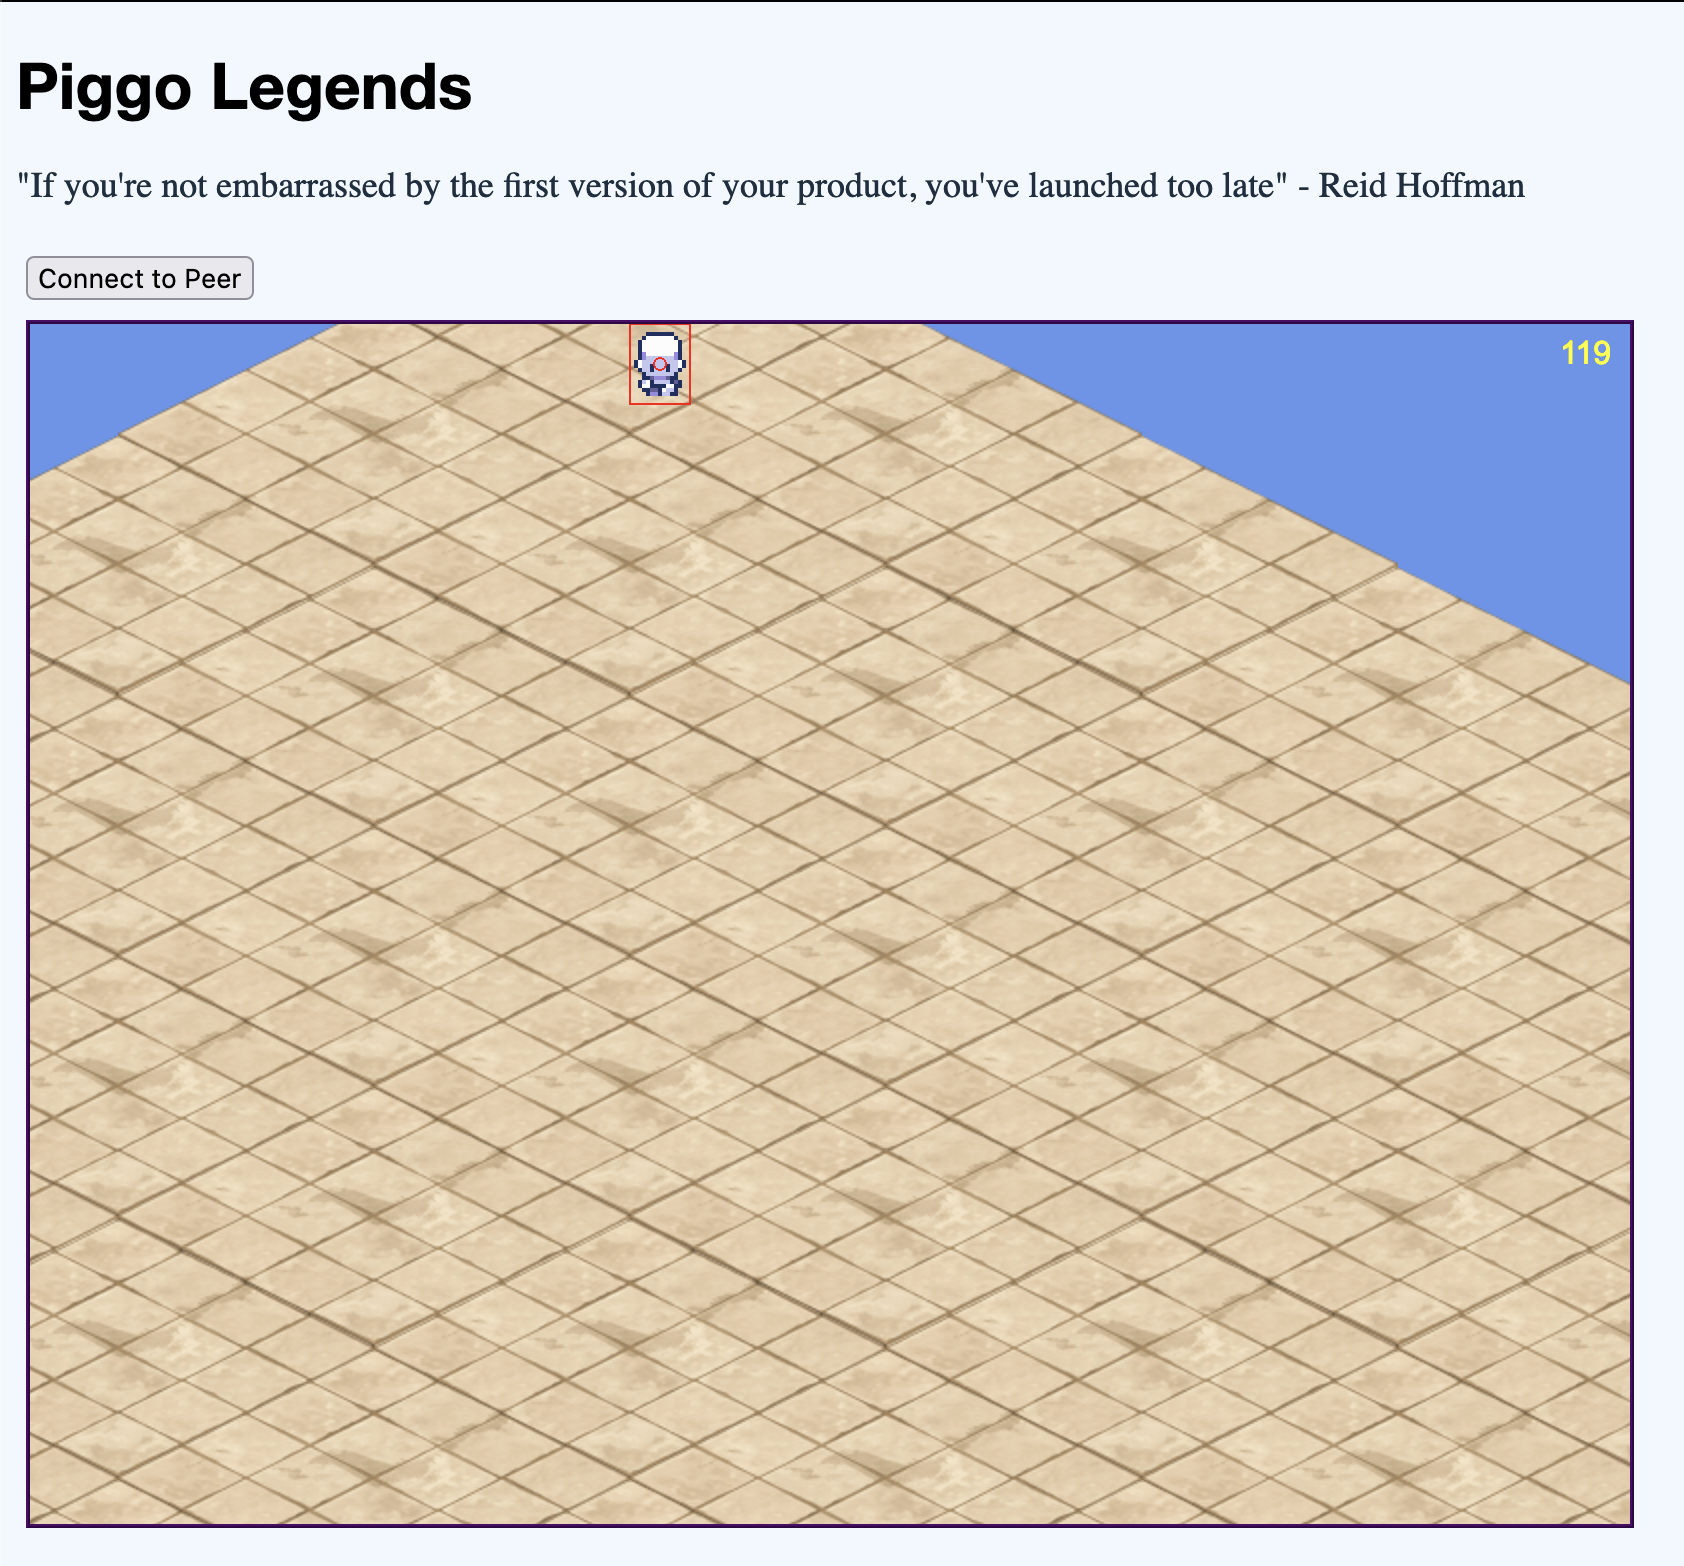 Piggo Legends
"If you're not embarrassed by the first version of your product, you've launched too late" - Reid Hoffman
Connect to Peer
119